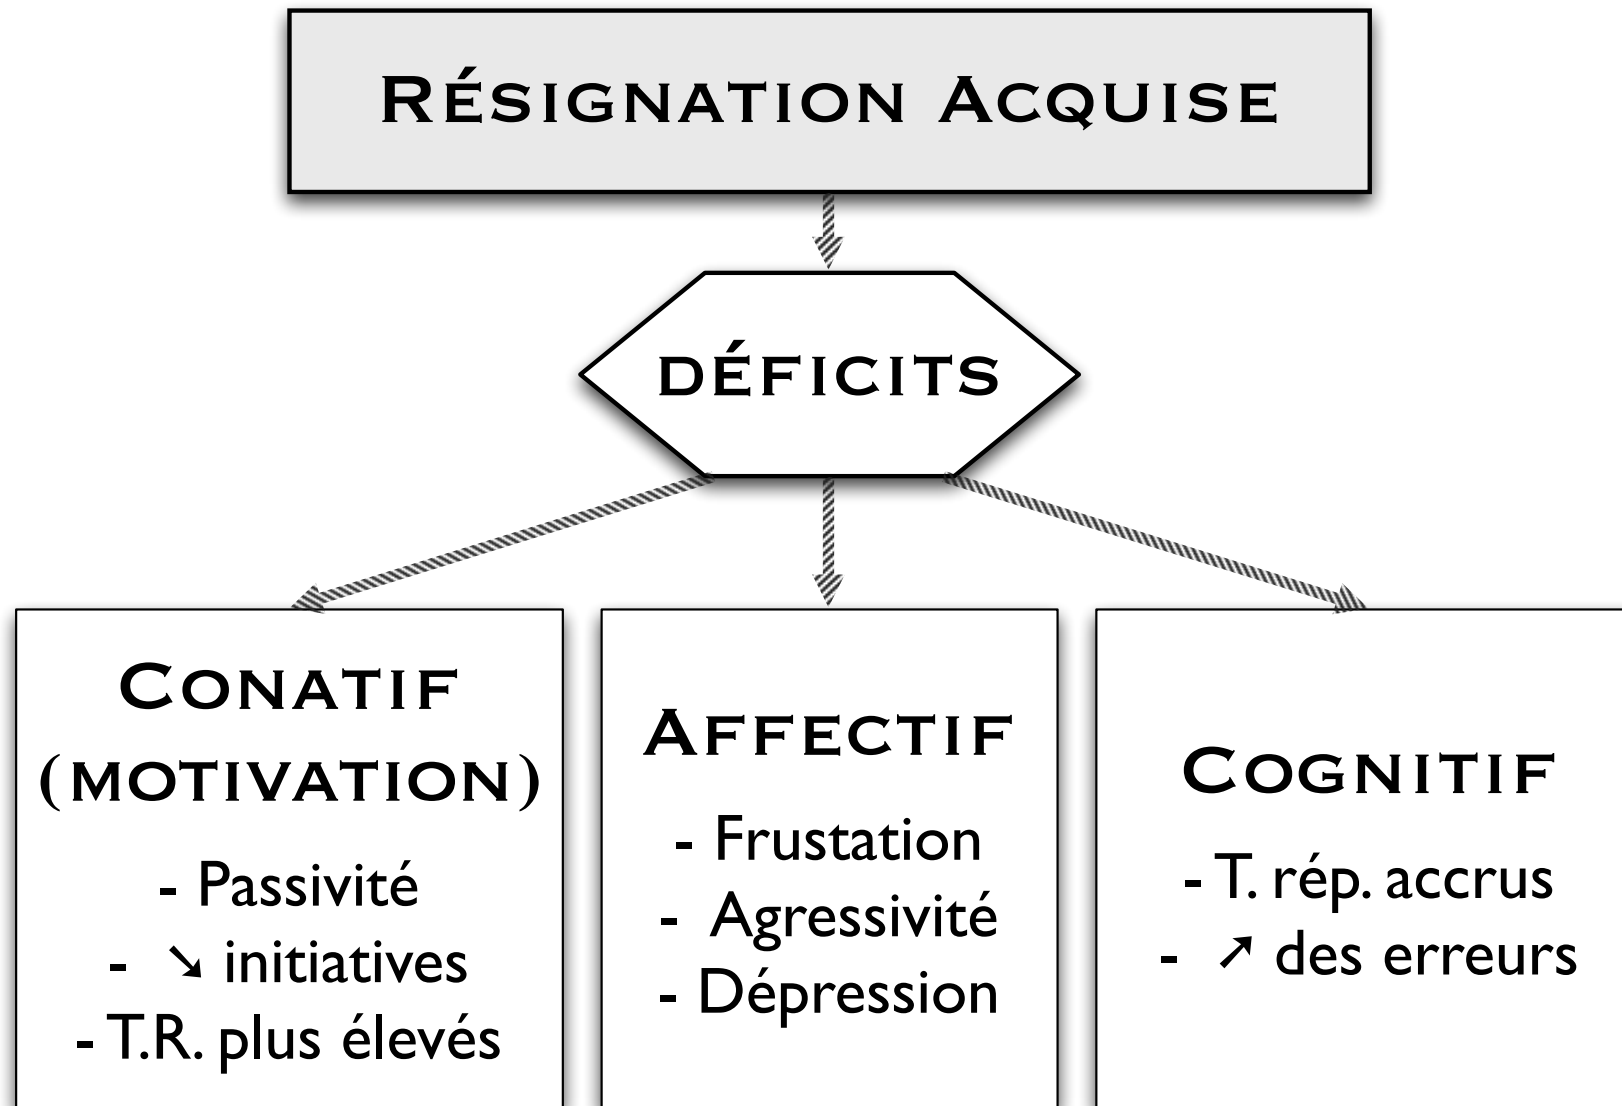 RÉSIGNATION ACQUISE
DÉFICITS
CONATIF
(MOTIVATION)
- Passivité
- ↘ initiatives
- T.R. plus élevés
AFFECTIF
- Frustation
- Agressivité
- Dépression
COGNITIF
- T. rép. accrus
- ↗ des erreurs